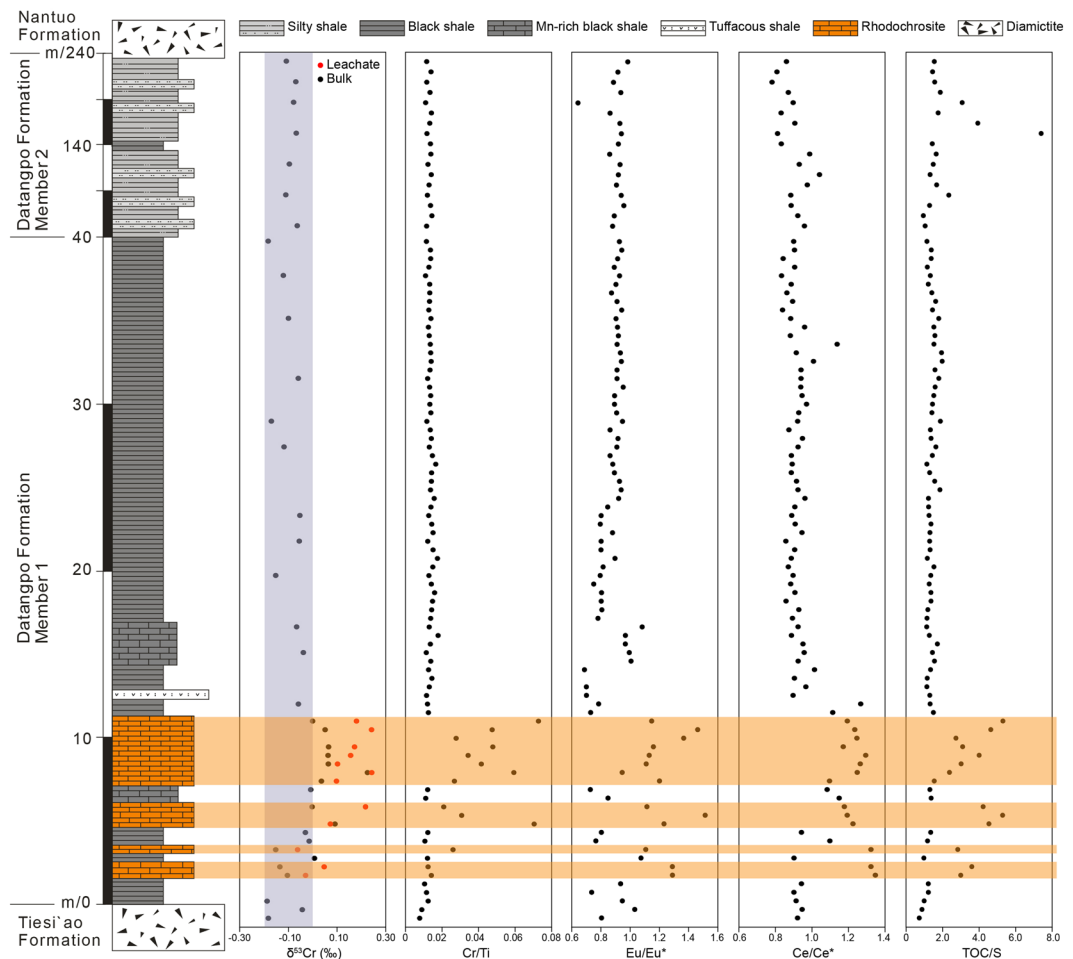 Nantuo
Formation
Silty shale
Black shale
Mn-rich black shale
Tuffacous shale
Rhodochrosite
Diamictite
Leachate
Bulk
m/240
140
40
30
20
10
m/0
Datangpo Formation
Member 2
Datangpo Formation
Member 1
Tiesi`ao
Formation
-0.30 -0.10 0.10 0.30
δ⁵³Cr (‰)
0 0.02 0.04 0.06 0.08
Cr/Ti
0.6 0.8 1.0 1.2 1.4 1.6
Eu/Eu*
0.6 0.8 1.0 1.2 1.4
Ce/Ce*
0 2.0 4.0 6.0 8.0
TOC/S